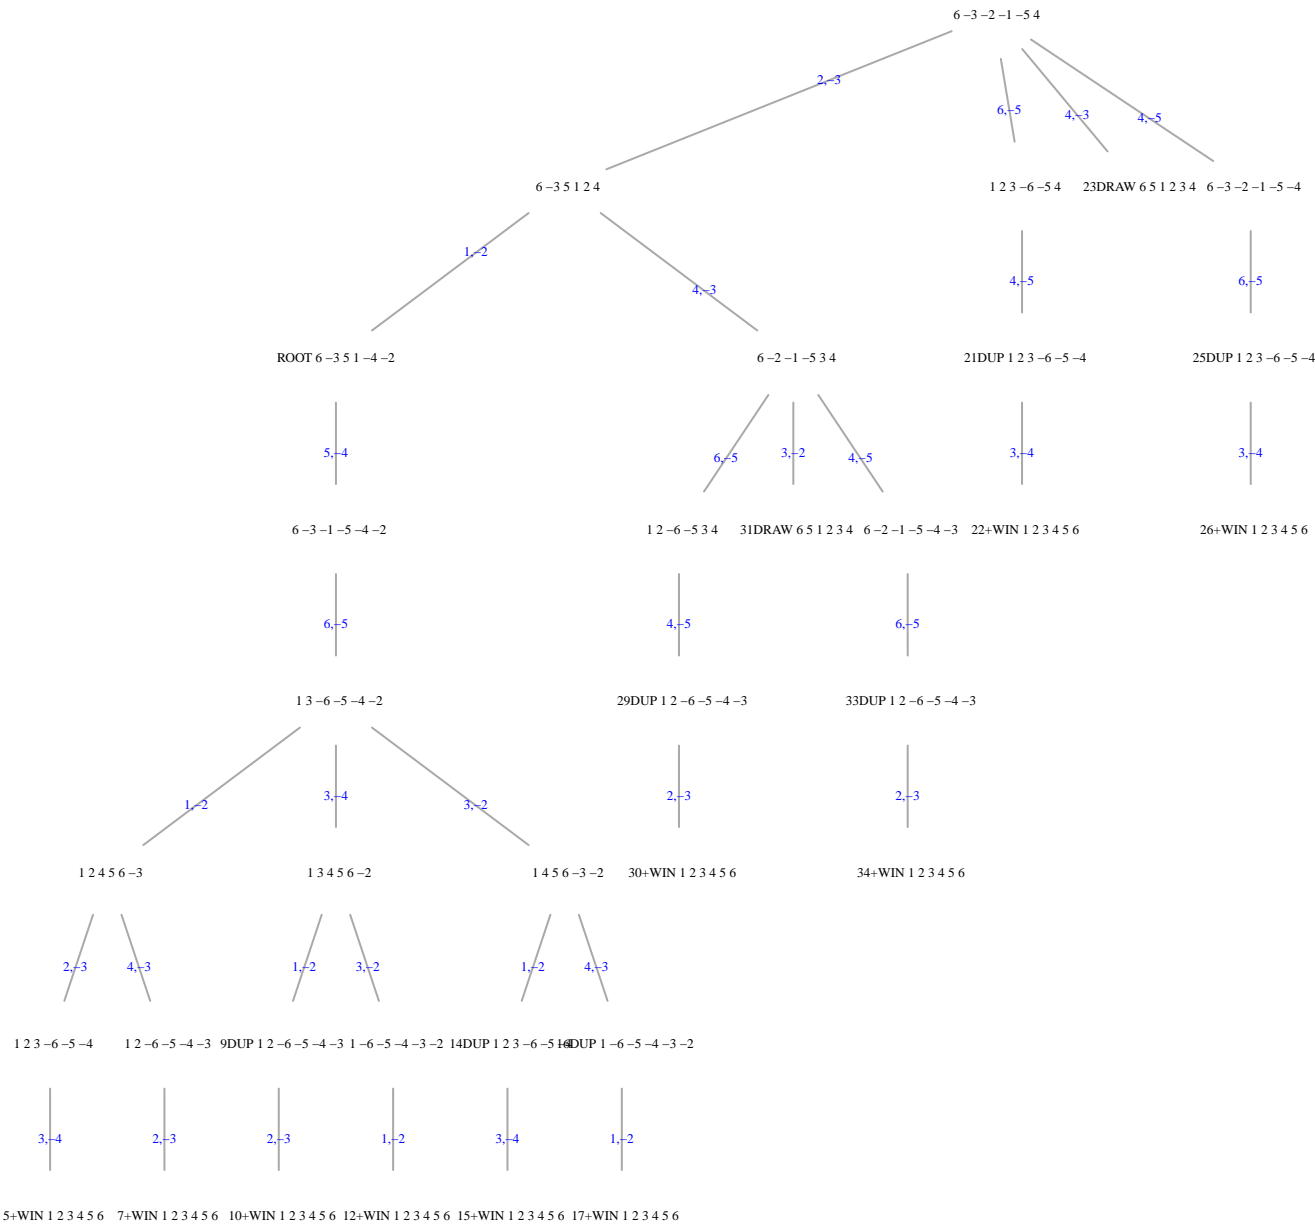 6 −3 −2 −1 −5 4
2,−3
6,−5
4,−3
4,−5
6 −3 5 1 2 4
1 2 3 −6 −5 4
23DRAW 6 5 1 2 3 4
6 −3 −2 −1 −5 −4
1,−2
4,−3
4,−5
6,−5
ROOT 6 −3 5 1 −4 −2
6 −2 −1 −5 3 4
21DUP 1 2 3 −6 −5 −4
25DUP 1 2 3 −6 −5 −4
5,−4
6,−5
3,−2
4,−5
3,−4
3,−4
6 −3 −1 −5 −4 −2
1 2 −6 −5 3 4
31DRAW 6 5 1 2 3 4
6 −2 −1 −5 −4 −3
22+WIN 1 2 3 4 5 6
26+WIN 1 2 3 4 5 6
6,−5
4,−5
6,−5
1 3 −6 −5 −4 −2
29DUP 1 2 −6 −5 −4 −3
33DUP 1 2 −6 −5 −4 −3
1,−2
3,−4
3,−2
2,−3
2,−3
1 2 4 5 6 −3
1 3 4 5 6 −2
1 4 5 6 −3 −2
30+WIN 1 2 3 4 5 6
34+WIN 1 2 3 4 5 6
2,−3
4,−3
1,−2
3,−2
1,−2
4,−3
1 2 3 −6 −5 −4
1 2 −6 −5 −4 −3
9DUP 1 2 −6 −5 −4 −3
1 −6 −5 −4 −3 −2
14DUP 1 2 3 −6 −5 −4
16DUP 1 −6 −5 −4 −3 −2
3,−4
2,−3
2,−3
1,−2
3,−4
1,−2
5+WIN 1 2 3 4 5 6
7+WIN 1 2 3 4 5 6
10+WIN 1 2 3 4 5 6
12+WIN 1 2 3 4 5 6
15+WIN 1 2 3 4 5 6
17+WIN 1 2 3 4 5 6